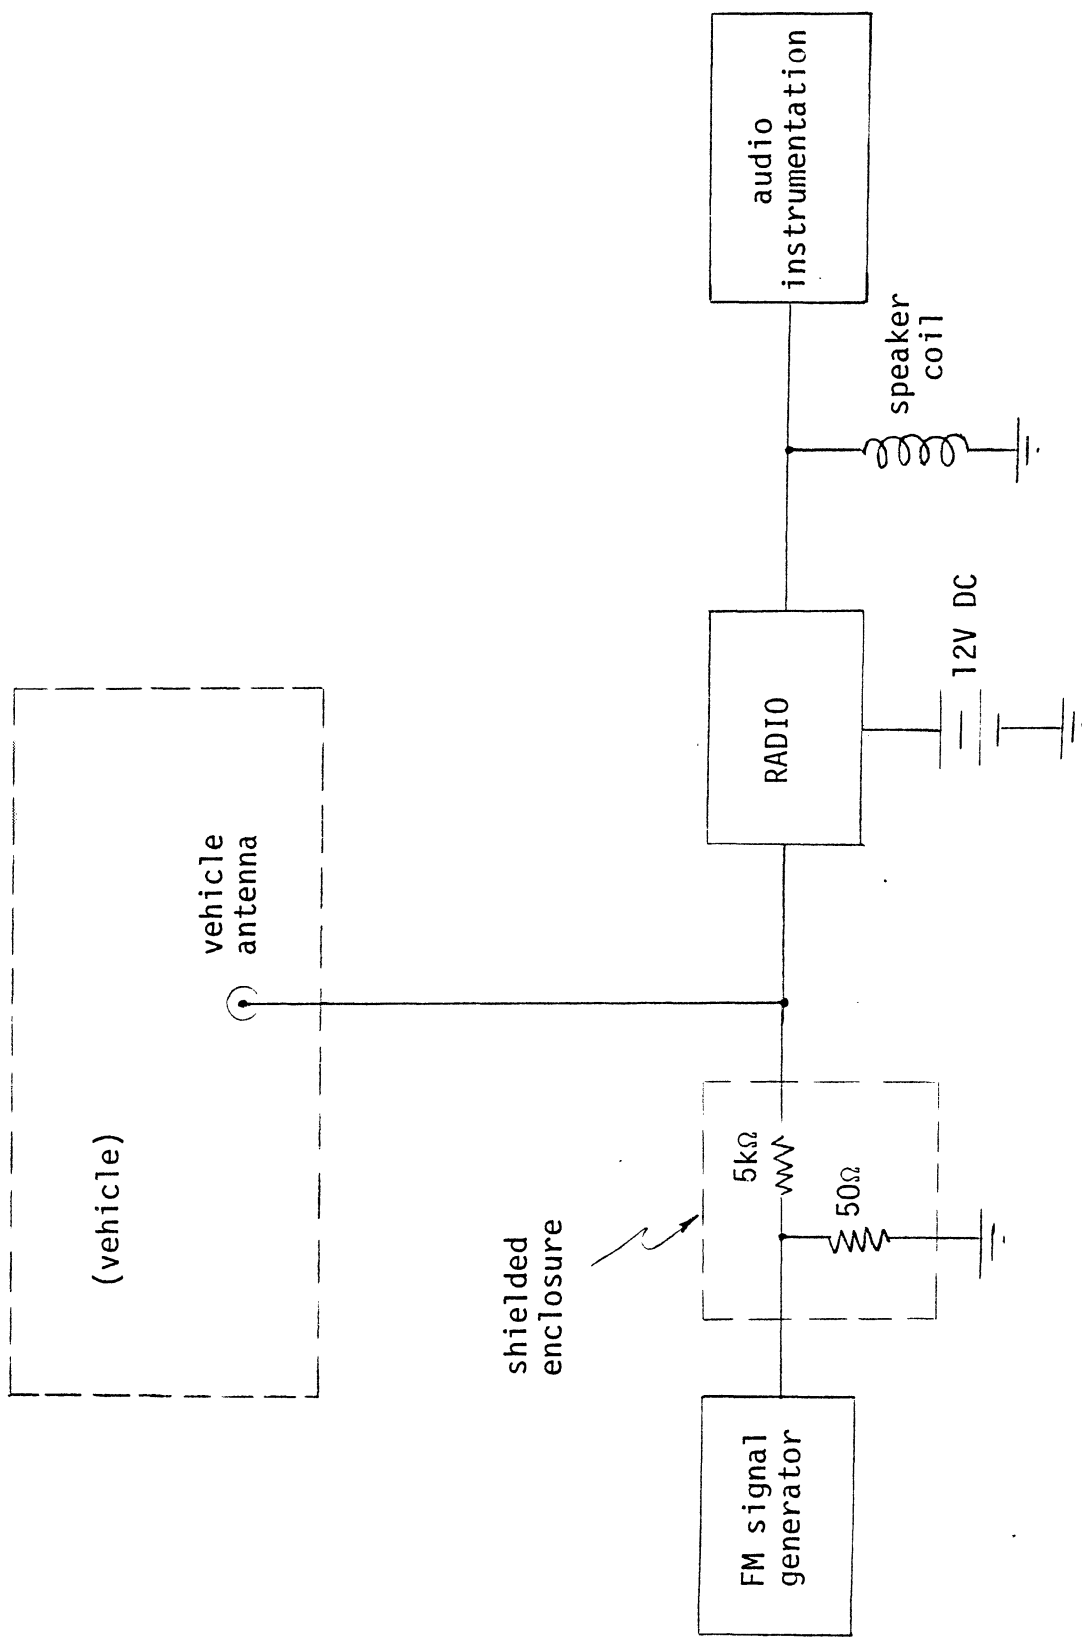 (vehicle)
vehicle
antenna
shielded
enclosure
FM signal
generator
5kΩ
50Ω
RADIO
12V DC
speaker
coil
audio
instrumentation